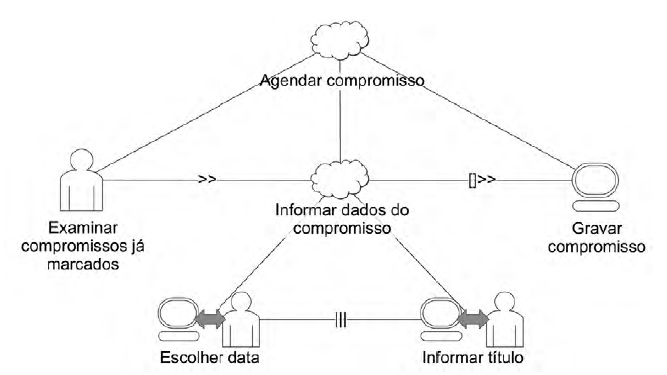 Agendar compromisso
>>
[]>>
Examinar
compromissos já
marcados
Informar dados do
compromisso
Gravar
compromisso
|||
Escolher data
Informar título